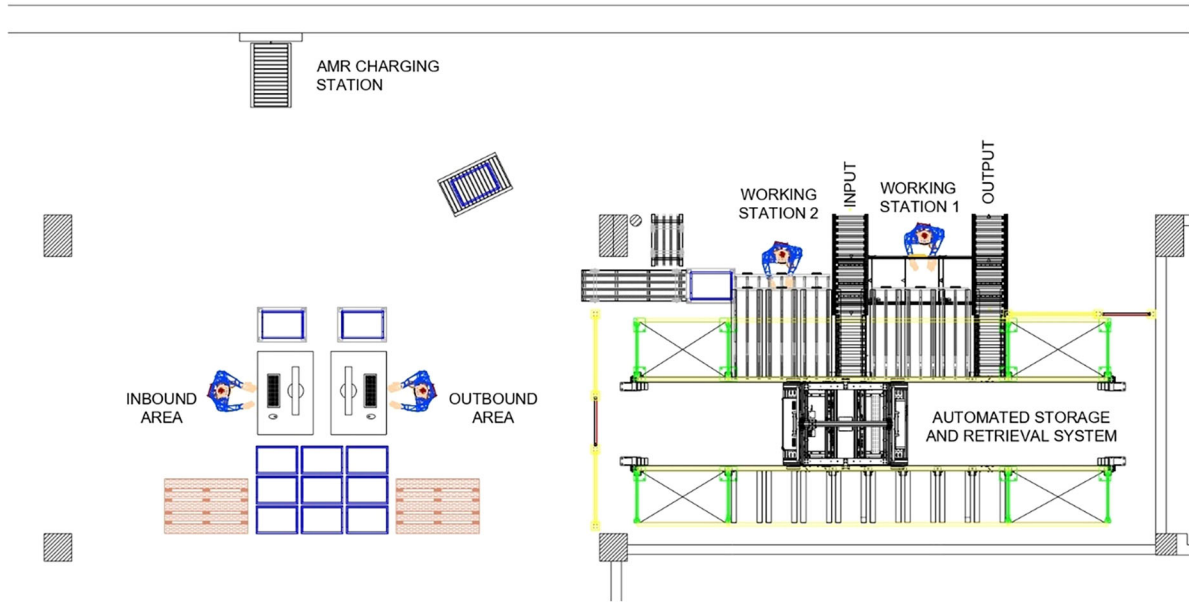 AMR CHARGING
STATION
WORKING
STATION 2
INPUT
WORKING
STATION 1
OUTPUT
INBOUND
AREA
OUTBOUND
AREA
AUTOMATED STORAGE
AND RETRIEVAL SYSTEM